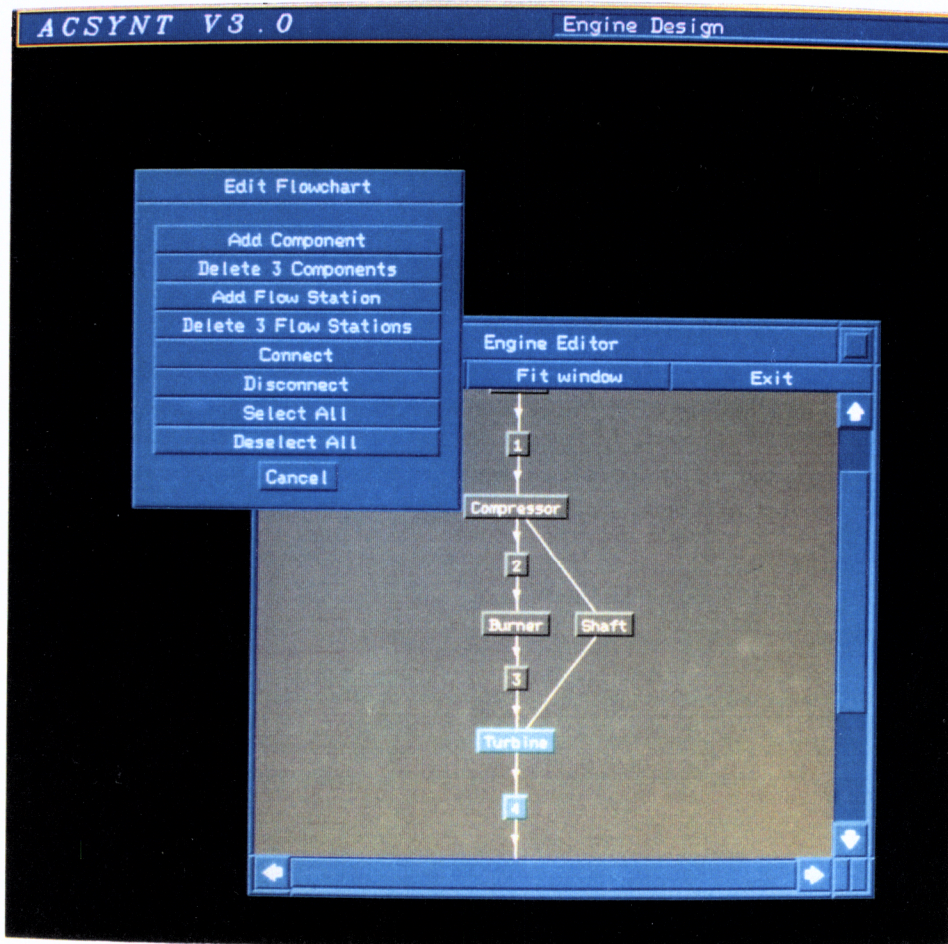 ACSYNT V3.0
Engine Design
Edit Flowchart
Add Component
Delete 3 Components
Add Flow Station
Delete 3 Flow Stations
Connect
Disconnect
Select All
Deselect All
Cancel
Engine Editor
Fit window
Exit
1
Compressor
2
Burner
Shaft
3
Turbine
4